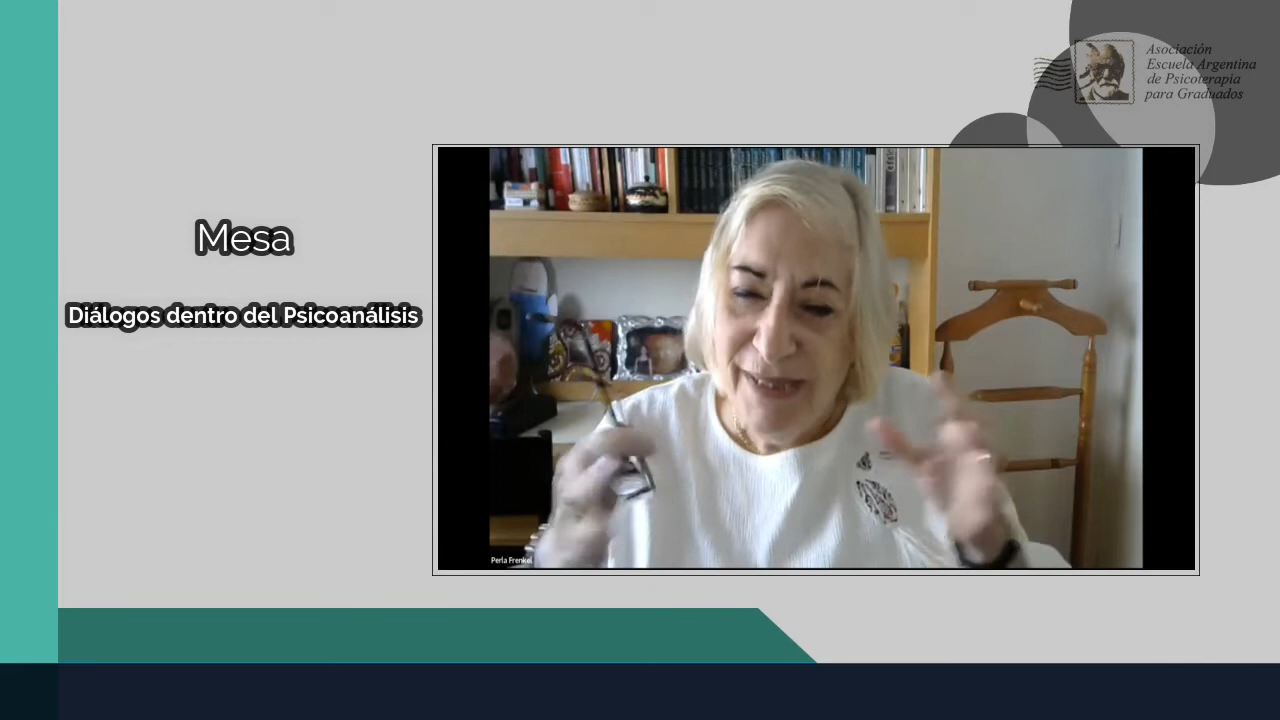 Asociación
Escuela Argentina
de Psicoterapia
para Graduados
Mesa
Diálogos dentro del Psicoanálisis
Perla Frenkel